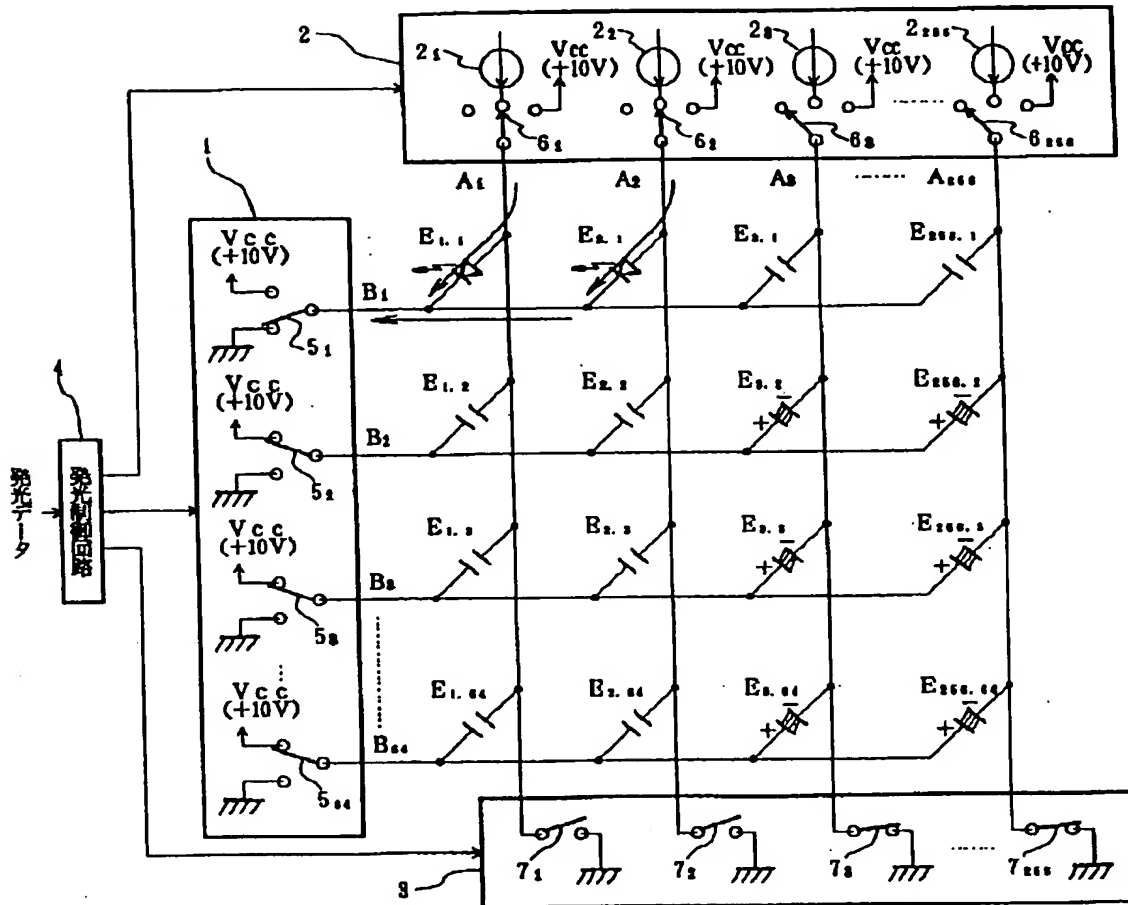 2
2₁ Vcc (+10V) 2₂ Vcc (+10V) 2₃ Vcc (+10V) 2₂₅₆ Vcc (+10V)
6₁ 6₂ 6₃ 6₂₅₆
1
A₁ A₂ A₃ A₂₅₆
Vcc (+10V)
E₁.₁ E₂.₁ E₃.₁ E₂₅₆.₁
B₁
5₁
4
Vcc (+10V)
E₁.₂ E₂.₂ E₃.₂ E₂₅₆.₂
+ − + −
B₂
5₂
発光データ
発光制御回路
Vcc (+10V)
E₁.₃ E₂.₃ E₃.₃ E₂₅₆.₃
+ − + −
B₃
5₃
Vcc (+10V)
E₁.₆₄ E₂.₆₄ E₃.₆₄ E₂₅₆.₆₄
+ − + −
B₆₄
5₆₄
7₁ 7₂ 7₃ 7₂₅₆
3